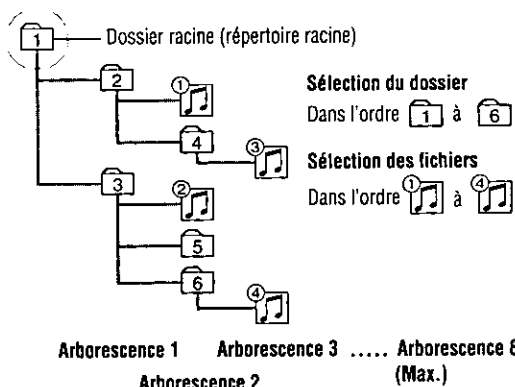 1 Dossier racine (répertoire racine)
2
①
4
③
3
②
5
6
④
Sélection du dossier
Dans l'ordre 1 à 6
Sélection des fichiers
Dans l'ordre ① à ④
Arborescence 1 Arborescence 3 ..... Arborescence 8
(Max.)
Arborescence 2